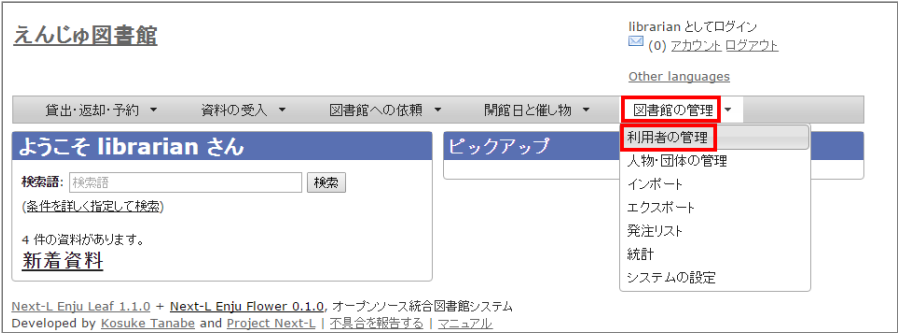 えんじゅ図書館
librarian としてログイン
(0) アカウント ログアウト
Other languages
貸出・返却・予約 ▼ 資料の受入 ▼ 図書館への依頼 ▼ 開館日と催し物 ▼ 図書館の管理 ▼
利用者の管理
人物・団体の管理
インポート
エクスポート
発注リスト
統計
システムの設定
ようこそ librarian さん
検索語: 検索語 検索
(条件を詳しく指定して検索)
4 件の資料があります。
新着資料
ピックアップ
Next-L Enju Leaf 1.1.0 + Next-L Enju Flower 0.1.0, オープンソース統合図書館システム
Developed by Kosuke Tanabe and Project Next-L | 不具合を報告する | マニュアル